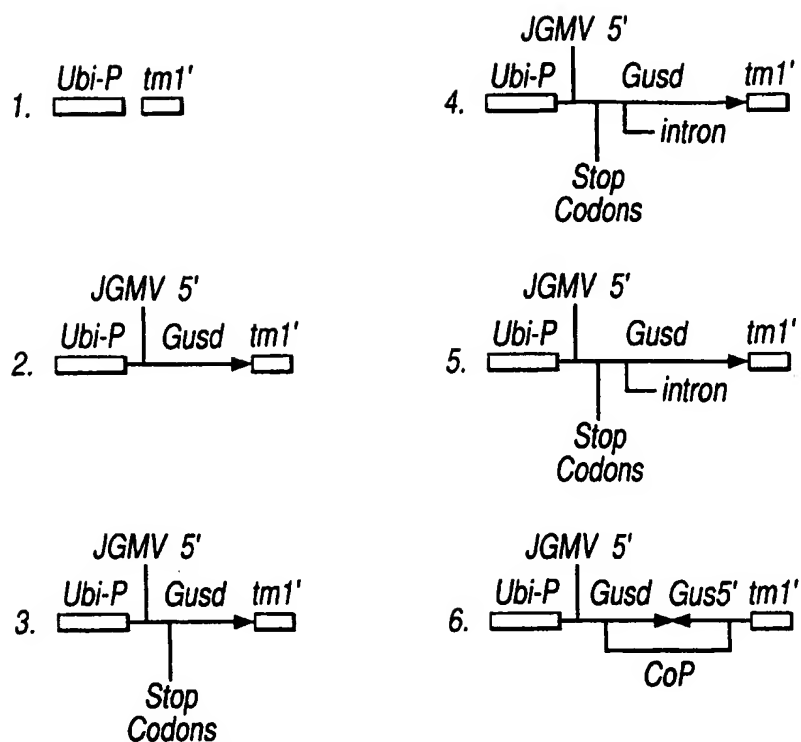 1.
Ubi-P tm1'
2.
JGMV 5'
Ubi-P Gusd tm1'
3.
JGMV 5'
Ubi-P Gusd tm1'
Stop
Codons
4.
JGMV 5'
Ubi-P Gusd tm1'
intron
Stop
Codons
5.
JGMV 5'
Ubi-P Gusd tm1'
intron
Stop
Codons
6.
JGMV 5'
Ubi-P Gusd Gus5' tm1'
CoP